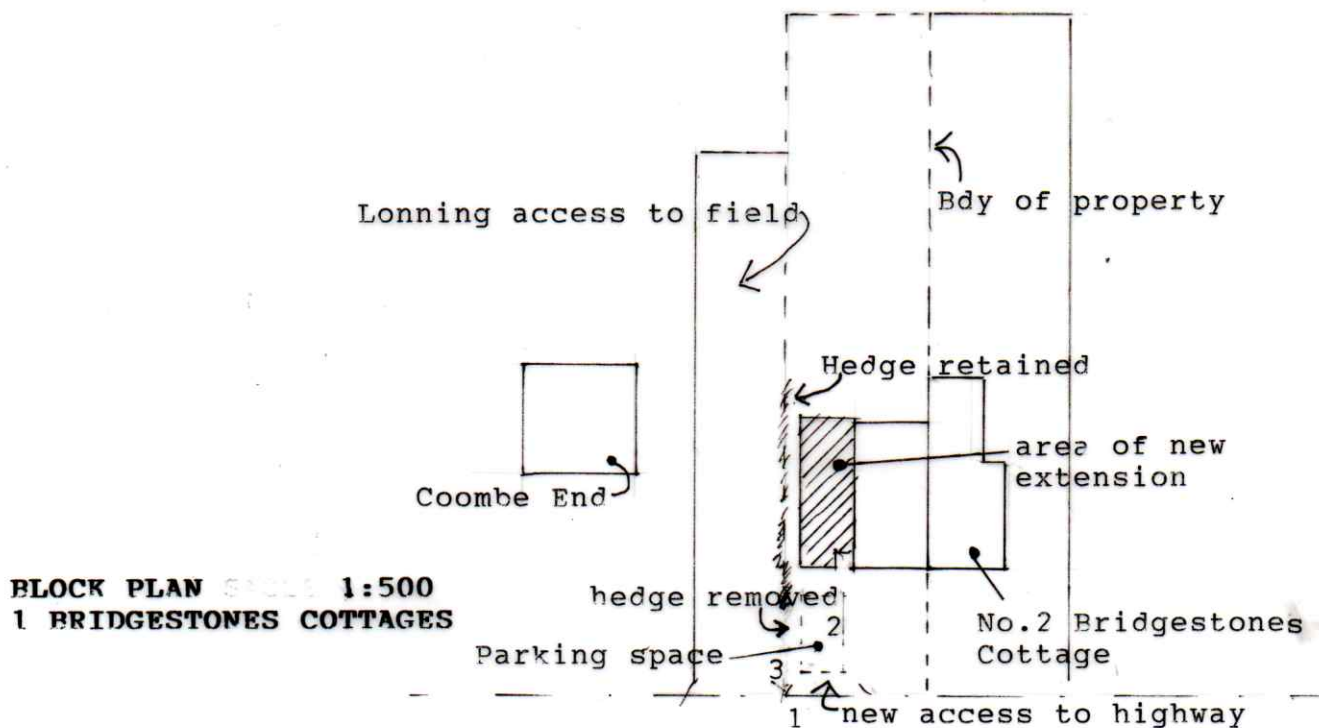 Lonning access to field
Bdy of property
Hedge retained
area of new
extension
Coombe End
BLOCK PLAN 1:500
1 BRIDGESTONES COTTAGES
hedge removed
2
Parking space
3
No.2 Bridgestones
Cottage
1
new access to highway